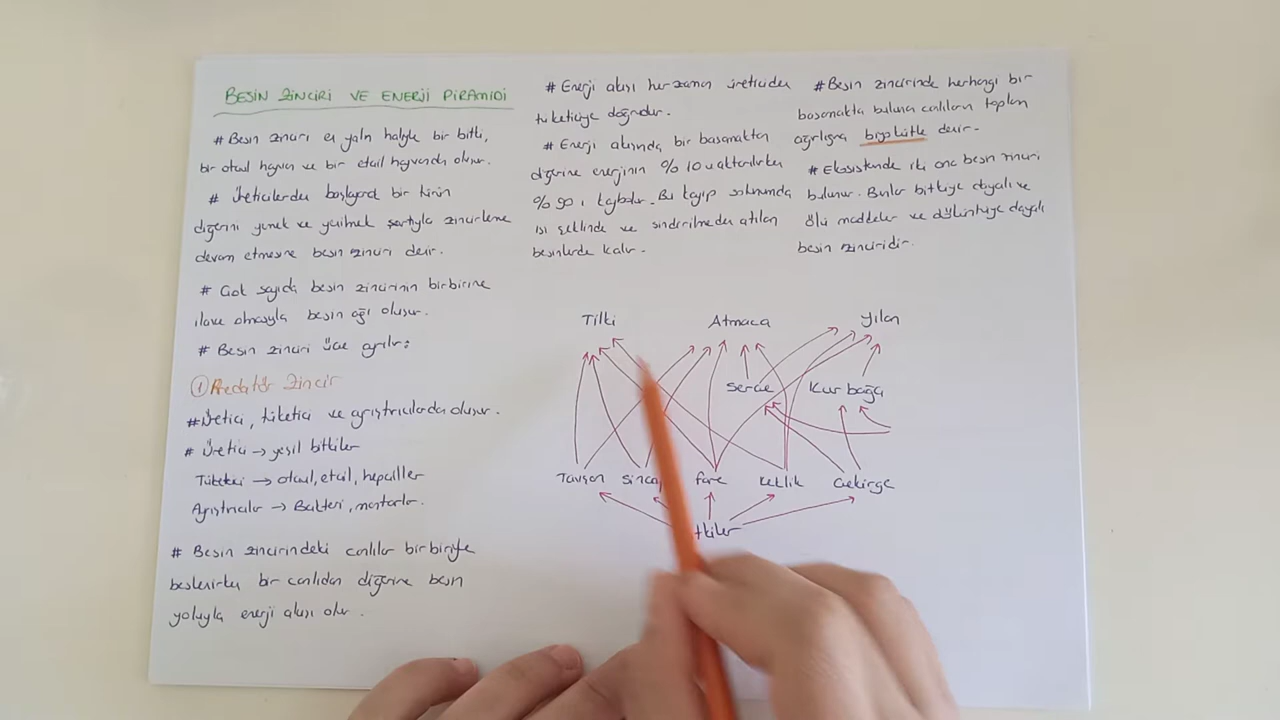 BESİN ZİNCİRİ VE ENERJİ PİRAMİDİ
# Besin zinciri en yalın haliyle bir bitki,
bir otçul hayvan ve bir etçil hayvandan oluşur.
# Üreticilerden başlayarak bir türün
diğerini yemek ve yenilmek şartıyla zincirleme
devam etmesine besin zinciri denir.
# Çok sayıda besin zincirinin birbirine
ilave olmasıyla besin ağı oluşur.
# Besin zinciri üçe ayrılır:
① Predatör Zincir
# Üretici, tüketici ve ayrıştırıcılardan oluşur.
# Üretici → yeşil bitkiler
Tüketici → otçul, etçil, hepçiller
Ayrıştırıcılar → Bakteri, mantarlar.
# Besin zincirindeki canlılar birbiriyle
beslenirken bir canlıdan diğerine besin
yoluyla enerji akışı olur.
# Enerji akışı her zaman üreticiden
tüketiciye doğrudur.
# Enerji akışında bir basamaktan
diğerine enerjinin %10'u aktarılırken
%90'ı kaybolur. Bu kayıp solunumda
ısı şeklinde ve sindirilmeden atılan
besinlerde kalır.
# Besin zincirinde herhangi bir
basamakta bulunan canlıların toplam
ağırlığına biyokütle denir.
# Ekosistemde iki ana besin zinciri
bulunur. Bunlar bitkiye dayalı ve
ölü maddeler ve döküntüye dayalı
besin zinciridir.
Tilki Atmaca Yılan
Serçe Kurbağa
Tavşan Sincap fare keklik Çekirge
tkiler